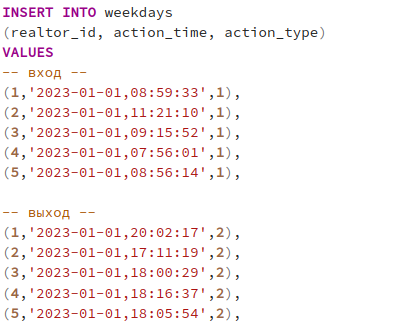 INSERT INTO weekdays
(realtor_id, action_time, action_type)
VALUES
-- вход --
(1,'2023-01-01,08:59:33',1),
(2,'2023-01-01,11:21:10',1),
(3,'2023-01-01,09:15:52',1),
(4,'2023-01-01,07:56:01',1),
(5,'2023-01-01,08:56:14',1),
-- выход --
(1,'2023-01-01,20:02:17',2),
(2,'2023-01-01,17:11:19',2),
(3,'2023-01-01,18:00:29',2),
(4,'2023-01-01,18:16:37',2),
(5,'2023-01-01,18:05:54',2),